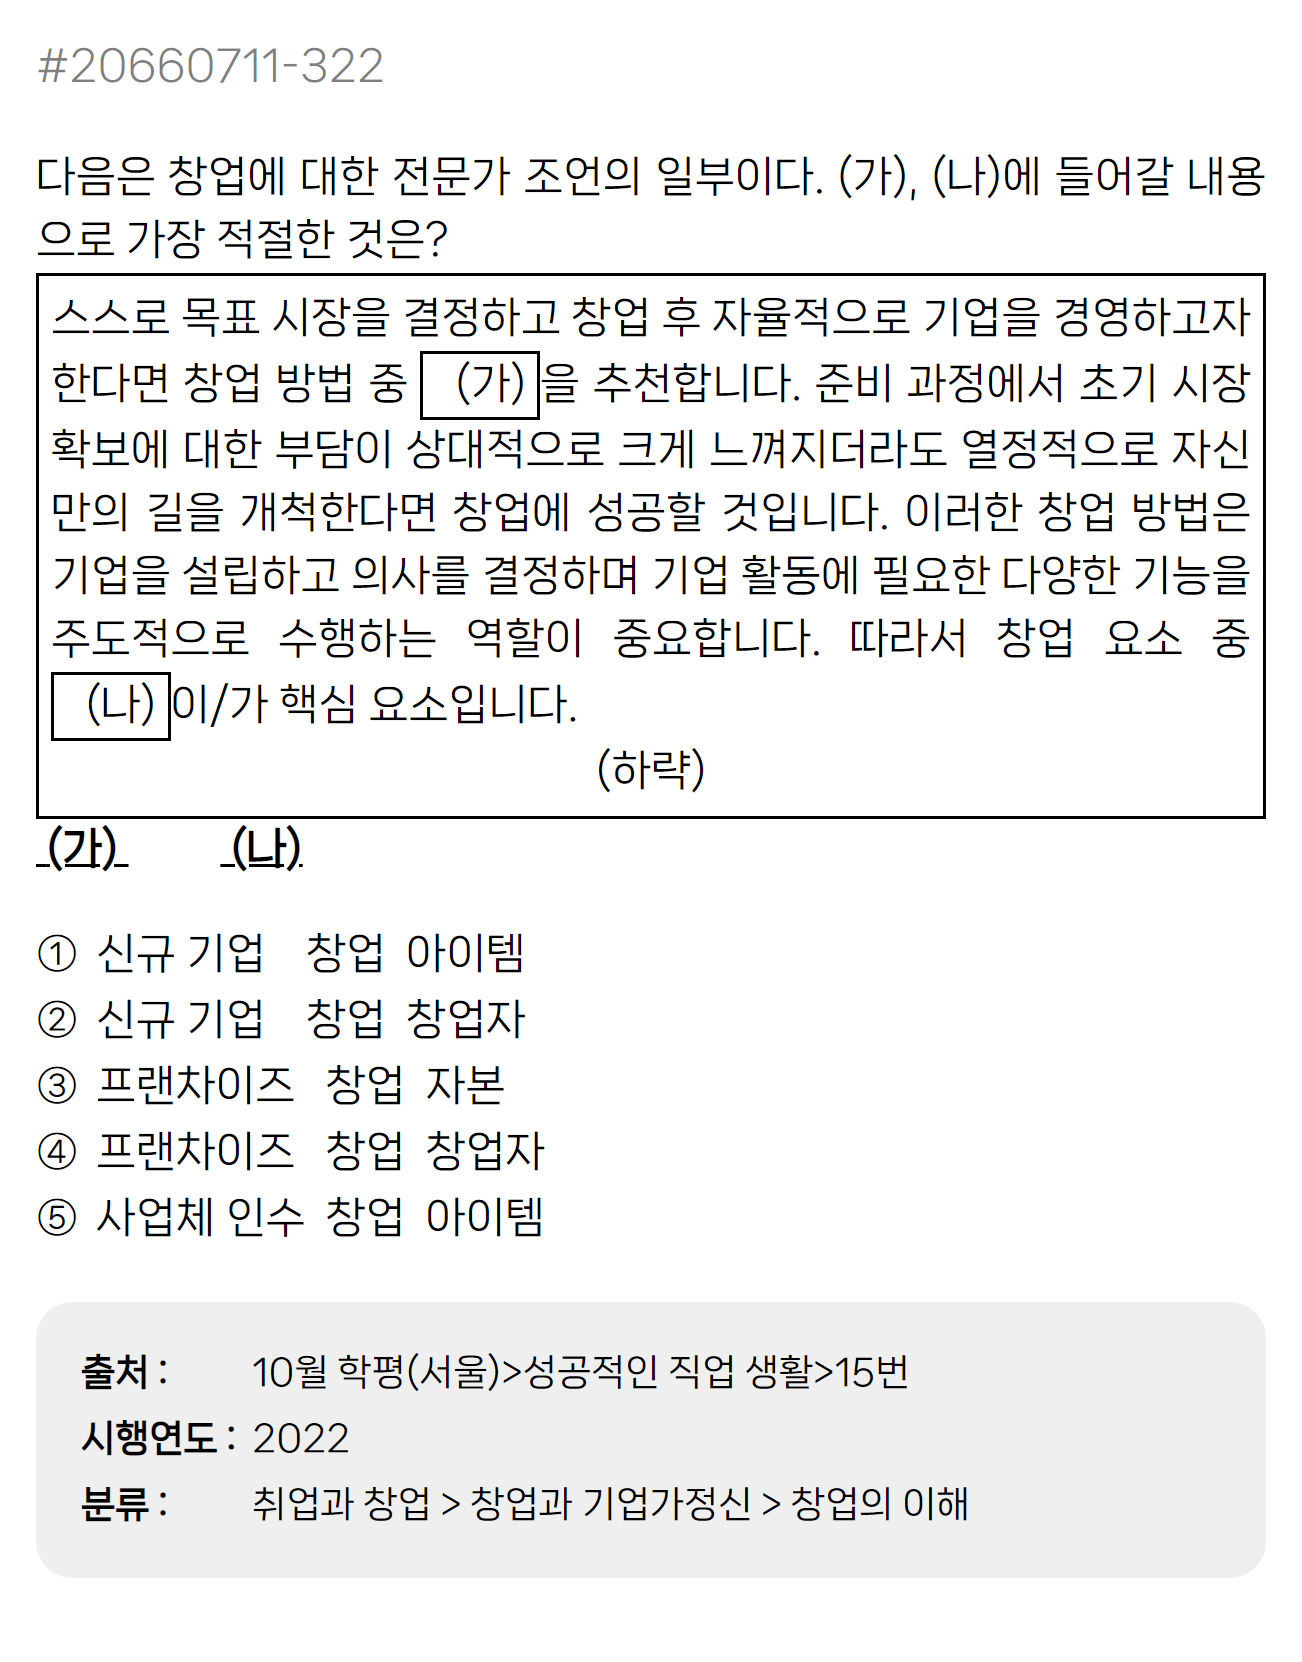 #20660711-322
다음은 창업에 대한 전문가 조언의 일부이다. (가), (나)에 들어갈 내용
으로 가장 적절한 것은?
스스로 목표 시장을 결정하고 창업 후 자율적으로 기업을 경영하고자
한다면 창업 방법 중 (가) 을 추천합니다. 준비 과정에서 초기 시장
확보에 대한 부담이 상대적으로 크게 느껴지더라도 열정적으로 자신
만의 길을 개척한다면 창업에 성공할 것입니다. 이러한 창업 방법은
기업을 설립하고 의사를 결정하며 기업 활동에 필요한 다양한 기능을
주도적으로 수행하는 역할이 중요합니다. 따라서 창업 요소 중
(나) 이/가 핵심 요소입니다.
(하략)
(가) (나)
① 신규 기업 창업 아이템
② 신규 기업 창업 창업자
③ 프랜차이즈 창업 자본
④ 프랜차이즈 창업 창업자
⑤ 사업체 인수 창업 아이템
출처 : 10월 학평(서울)>성공적인 직업 생활>15번
시행연도 : 2022
분류 : 취업과 창업 > 창업과 기업가정신 > 창업의 이해